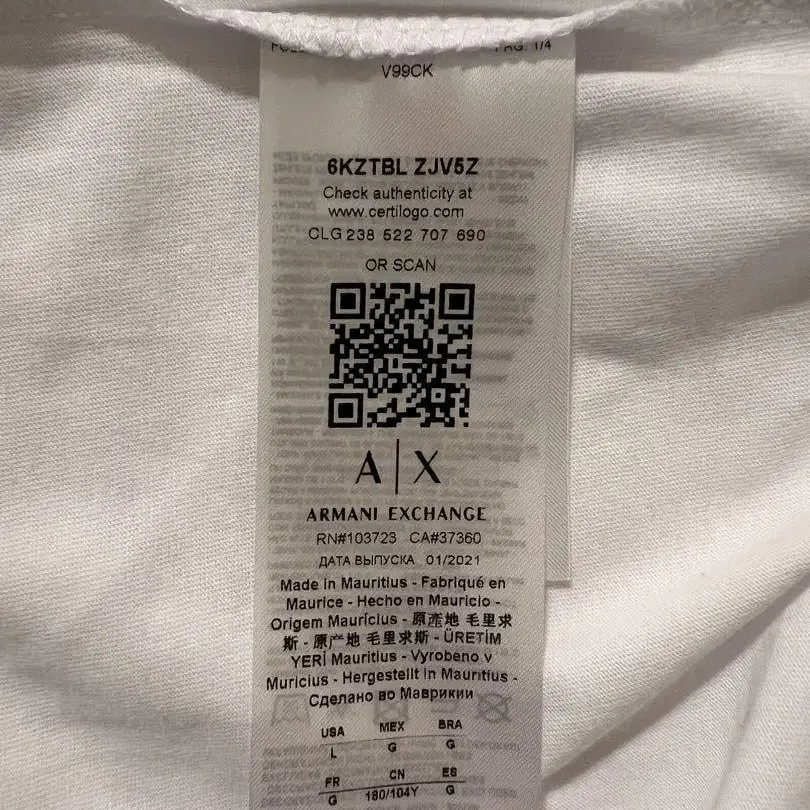 PAG. 1/4
V99CK
6KZTBL ZJV5Z
Check authenticity at
www.certilogo.com
CLG 238 522 707 690
OR SCAN
A|X
ARMANI EXCHANGE
RN#103723 CA#37360
ДАТА ВЫПУСКА 01/2021
Made in Mauritius - Fabriqué en
Maurice - Hecho en Mauricio -
Origem Maurícius - 原產地 毛里求
斯 - 原产地 毛里求斯 - ÜRETİM
YERİ Mauritius - Vyrobeno v
Muricius - Hergestellt in Mauritius -
Сделано во Маврикии
USA MEX BRA
L G G
FR CN ES
G 180/104Y G